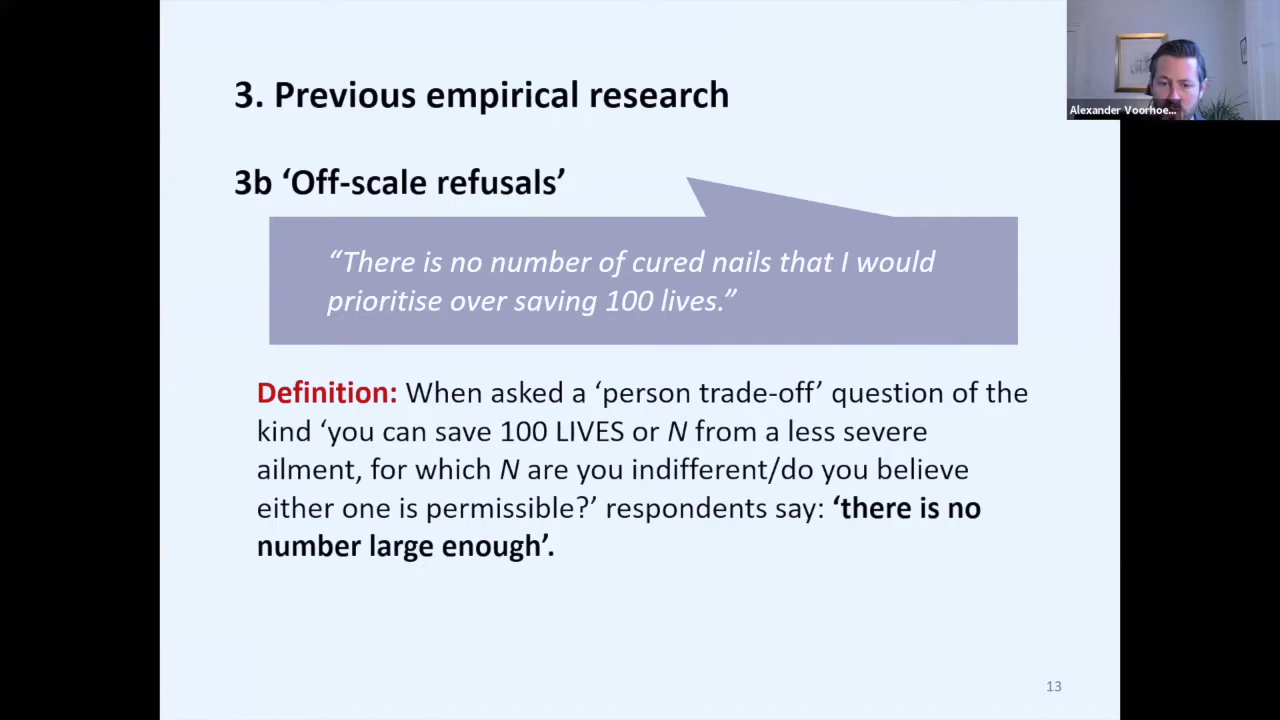 3. Previous empirical research
Alexander Voorhoe...
3b ‘Off-scale refusals’
“There is no number of cured nails that I would
prioritise over saving 100 lives.”
Definition: When asked a ‘person trade-off’ question of the
kind ‘you can save 100 LIVES or N from a less severe
ailment, for which N are you indifferent/do you believe
either one is permissible?’ respondents say: ‘there is no
number large enough’.
13